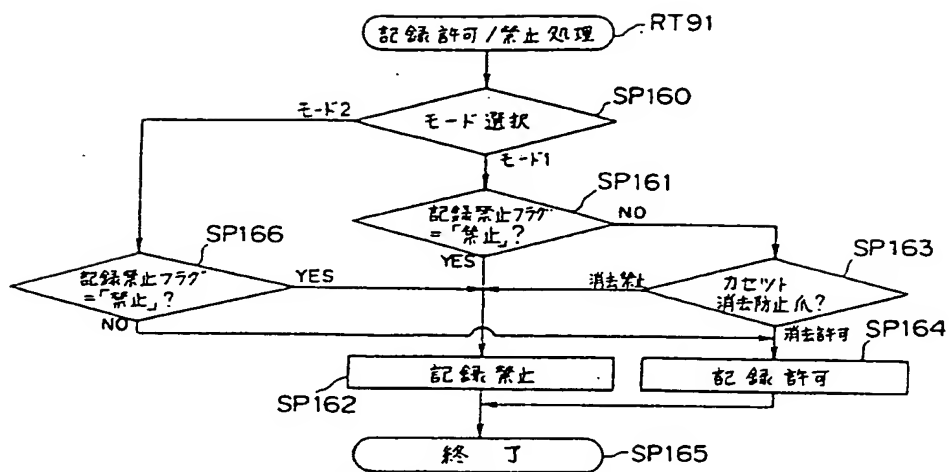 記録許可/禁止処理
RT91
モード選択
SP160
モード2
モード1
記録禁止フラグ
=「禁止」?
SP161
NO
YES
記録禁止フラグ
=「禁止」?
SP166
YES
NO
カセット
消去防止爪?
SP163
消去禁止
消去許可
SP164
記録禁止
SP162
記録許可
終了
SP165